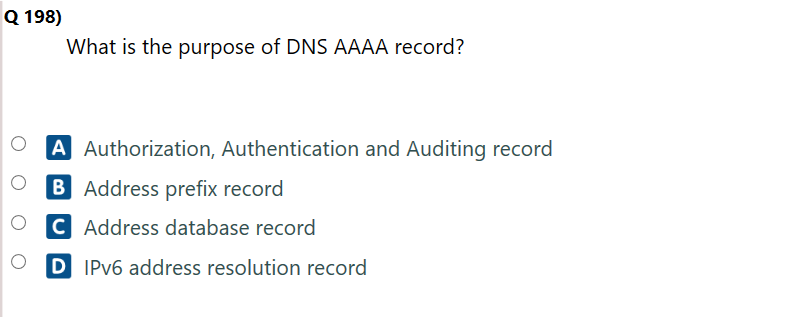 Q 198)
What is the purpose of DNS AAAA record?
A Authorization, Authentication and Auditing record
B Address prefix record
C Address database record
D IPv6 address resolution record